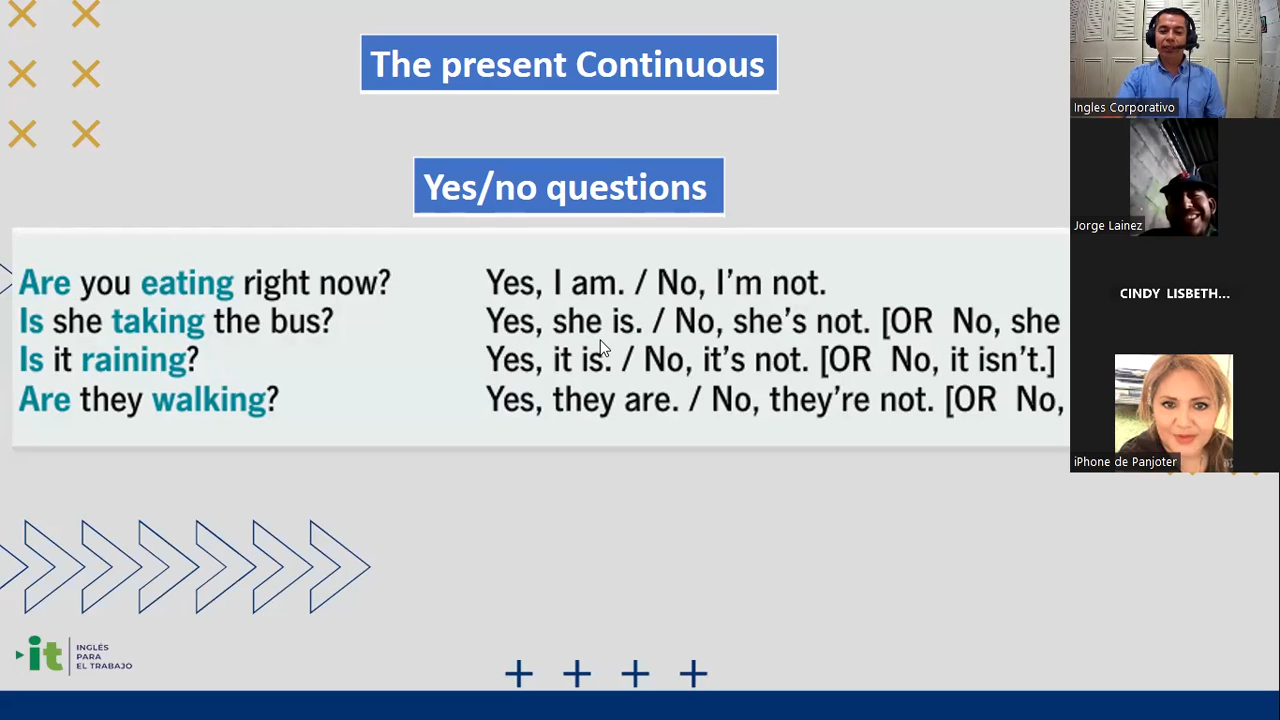 The present Continuous
Yes/no questions
Are you eating right now? Yes, I am. / No, I'm not.
Is she taking the bus? Yes, she is. / No, she's not. [OR No, she
Is it raining? Yes, it is. / No, it's not. [OR No, it isn't.]
Are they walking? Yes, they are. / No, they're not. [OR No,
Ingles Corporativo
Jorge Lainez
CINDY LISBETH...
iPhone de Panjoter
it
INGLÉS
PARA
EL TRABAJO